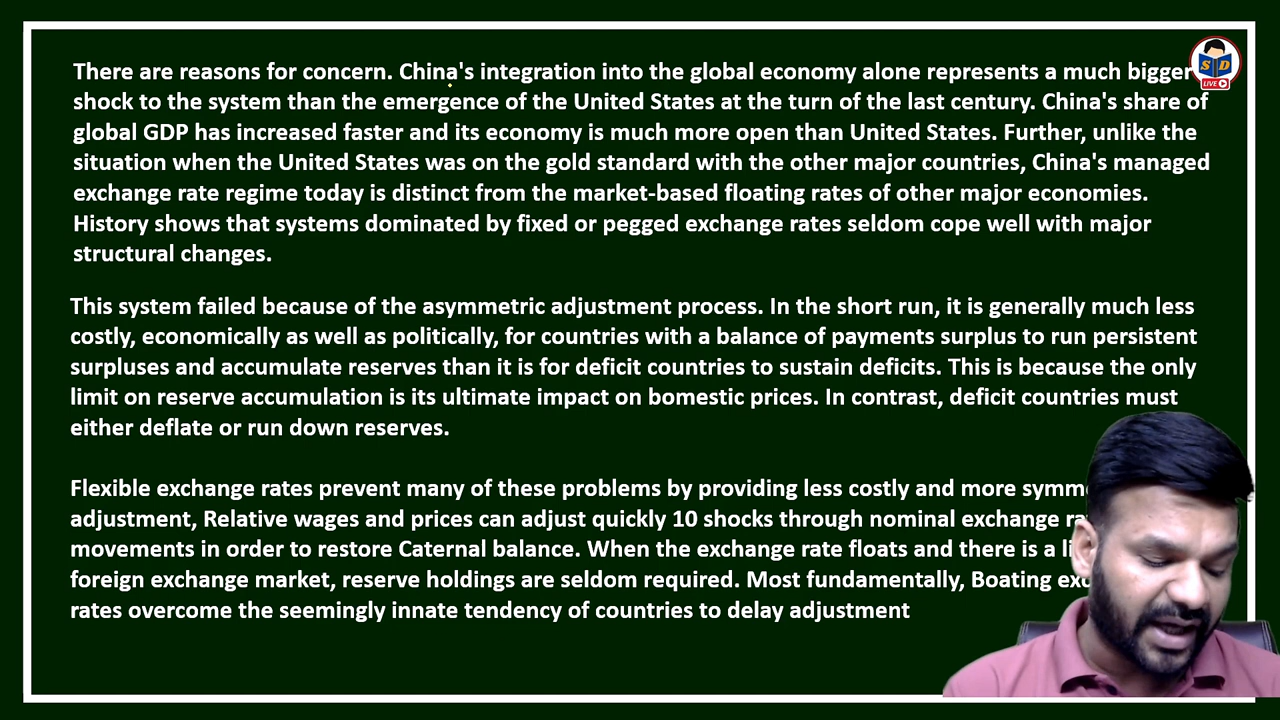 There are reasons for concern. China's integration into the global economy alone represents a much bigger
shock to the system than the emergence of the United States at the turn of the last century. China's share of
global GDP has increased faster and its economy is much more open than United States. Further, unlike the
situation when the United States was on the gold standard with the other major countries, China's managed
exchange rate regime today is distinct from the market-based floating rates of other major economies.
History shows that systems dominated by fixed or pegged exchange rates seldom cope well with major
structural changes.
This system failed because of the asymmetric adjustment process. In the short run, it is generally much less
costly, economically as well as politically, for countries with a balance of payments surplus to run persistent
surpluses and accumulate reserves than it is for deficit countries to sustain deficits. This is because the only
limit on reserve accumulation is its ultimate impact on bomestic prices. In contrast, deficit countries must
either deflate or run down reserves.
Flexible exchange rates prevent many of these problems by providing less costly and more
adjustment, Relative wages and prices can adjust quickly 10 shocks through nominal exchange
movements in order to restore Caternal balance. When the exchange rate floats and there is a
foreign exchange market, reserve holdings are seldom required. Most fundamentally, Boating
rates overcome the seemingly innate tendency of countries to delay adjustment
S D
LIVE